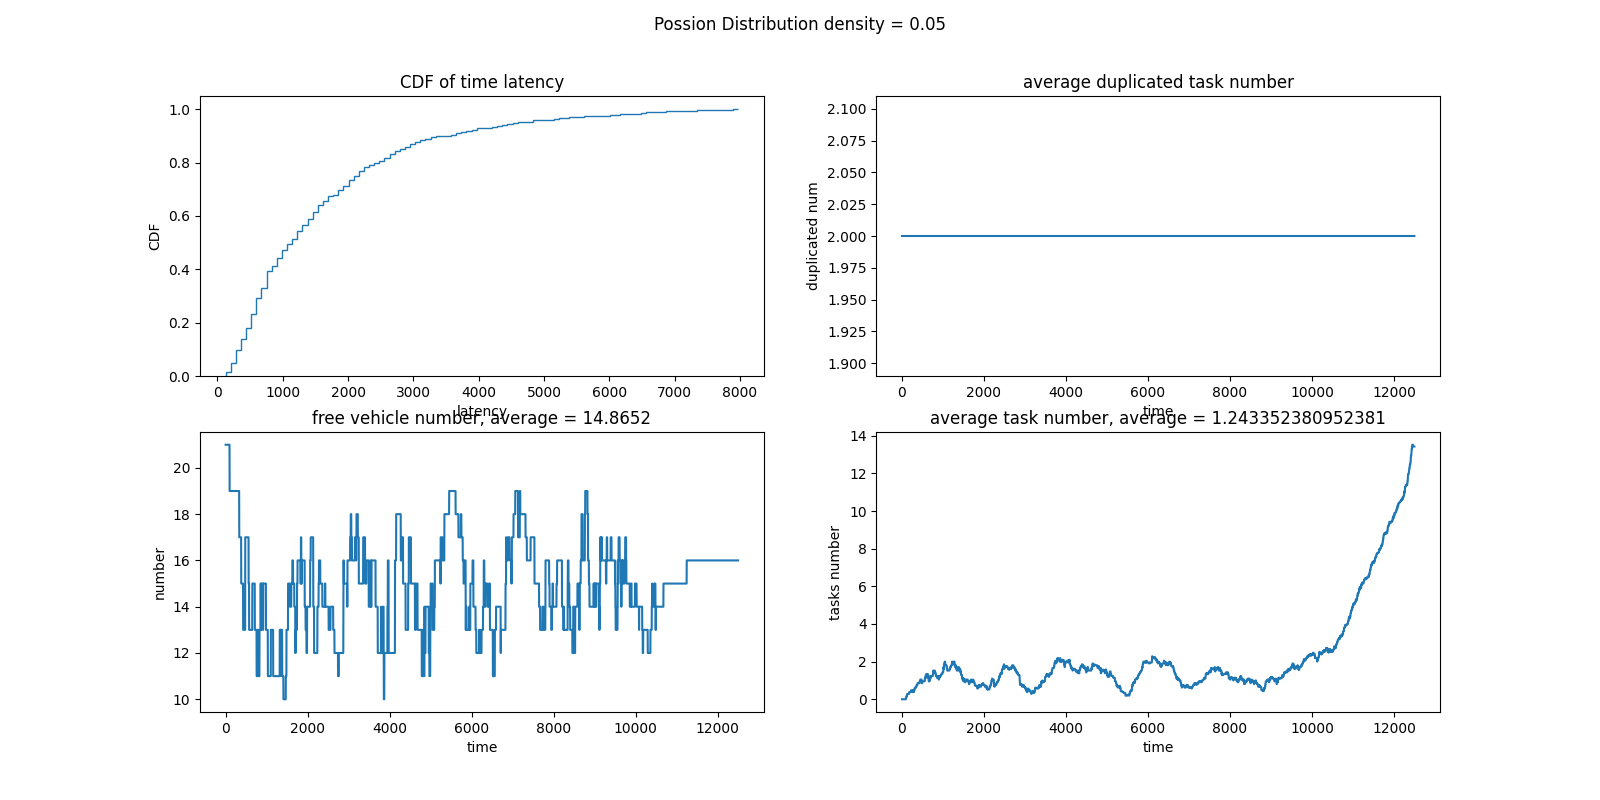 Possion Distribution density = 0.05
CDF of time latency
1.0
0.8
0.6
0.4
0.2
0.0
CDF
0 1000 2000 3000 4000 5000 6000 7000 8000
latency
average duplicated task number
2.100
2.075
2.050
2.025
2.000
1.975
1.950
1.925
1.900
duplicated num
0 2000 4000 6000 8000 10000 12000
time
free vehicle number, average = 14.8652
20
18
16
14
12
10
number
0 2000 4000 6000 8000 10000 12000
time
average task number, average = 1.243352380952381
14
12
10
8
6
4
2
0
tasks number
0 2000 4000 6000 8000 10000 12000
time